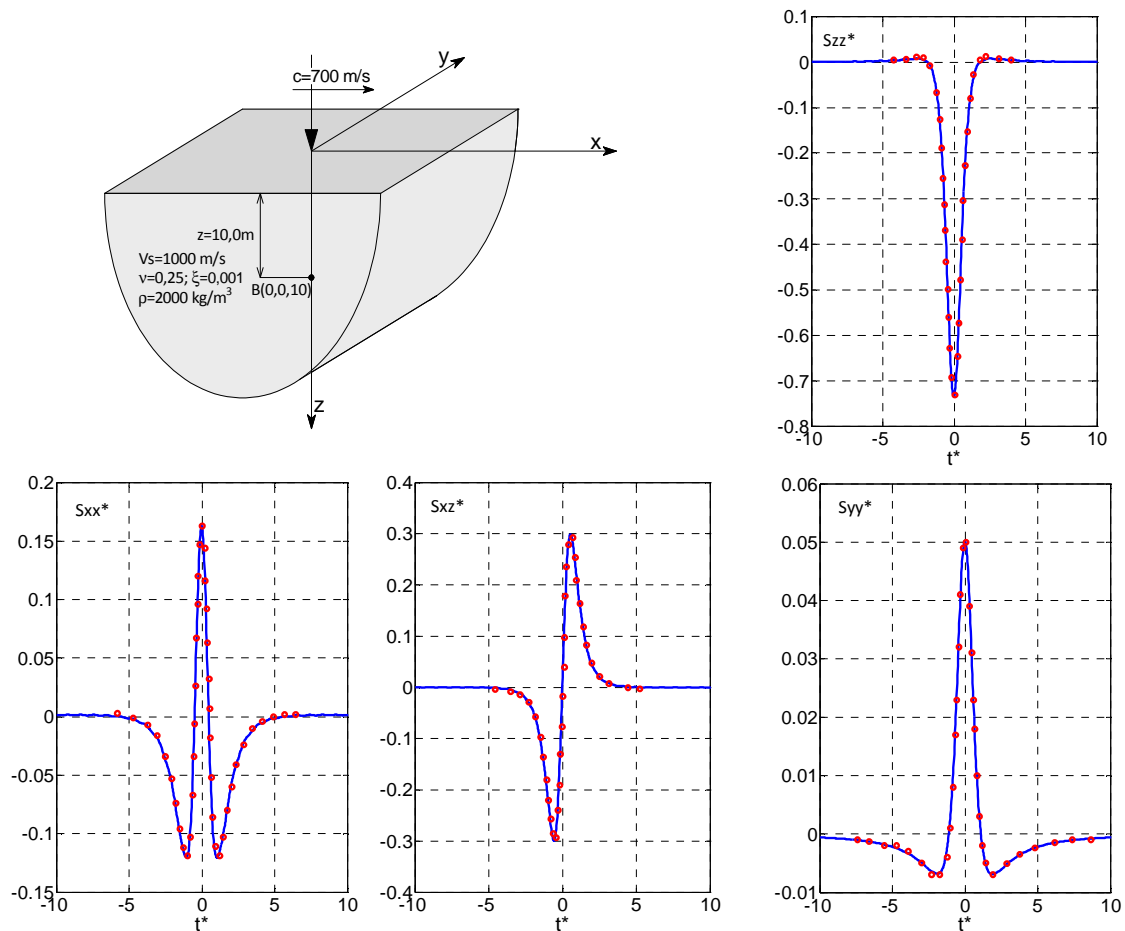 y
c=700 m/s
x
z=10,0m
Vs=1000 m/s
ν=0,25; ξ=0,001
ρ=2000 kg/m³
B(0,0,10)
z
Szz*
0.1
0
-0.1
-0.2
-0.3
-0.4
-0.5
-0.6
-0.7
-0.8
-10 -5 0 5 10
t*
Sxx*
0.2
0.15
0.1
0.05
0
-0.05
-0.1
-0.15
-10 -5 0 5 10
t*
Sxz*
0.4
0.3
0.2
0.1
0
-0.1
-0.2
-0.3
-0.4
-10 -5 0 5 10
t*
Syy*
0.06
0.05
0.04
0.03
0.02
0.01
0
-0.01
-10 -5 0 5 10
t*